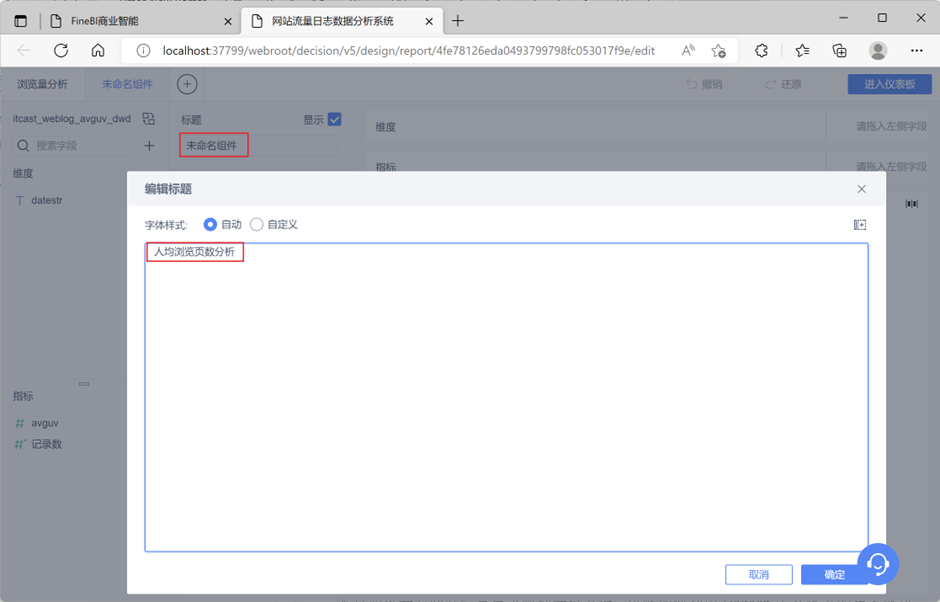 FineBI商业智能
网站流量日志数据分析系统
localhost:37799/webroot/decision/v5/design/report/4fe78126eda0493799798fc053017f9e/edit
浏览量分析
未命名组件
撤销
还原
进入仪表板
itcast_weblog_avguv_dwd
标题
显示
维度
请拖入左侧字段
搜索字段
未命名组件
指标
请拖入左侧字段
维度
datestr
编辑标题
字体样式:
自动
自定义
人均浏览页数分析
指标
avguv
记录数
取消
确定